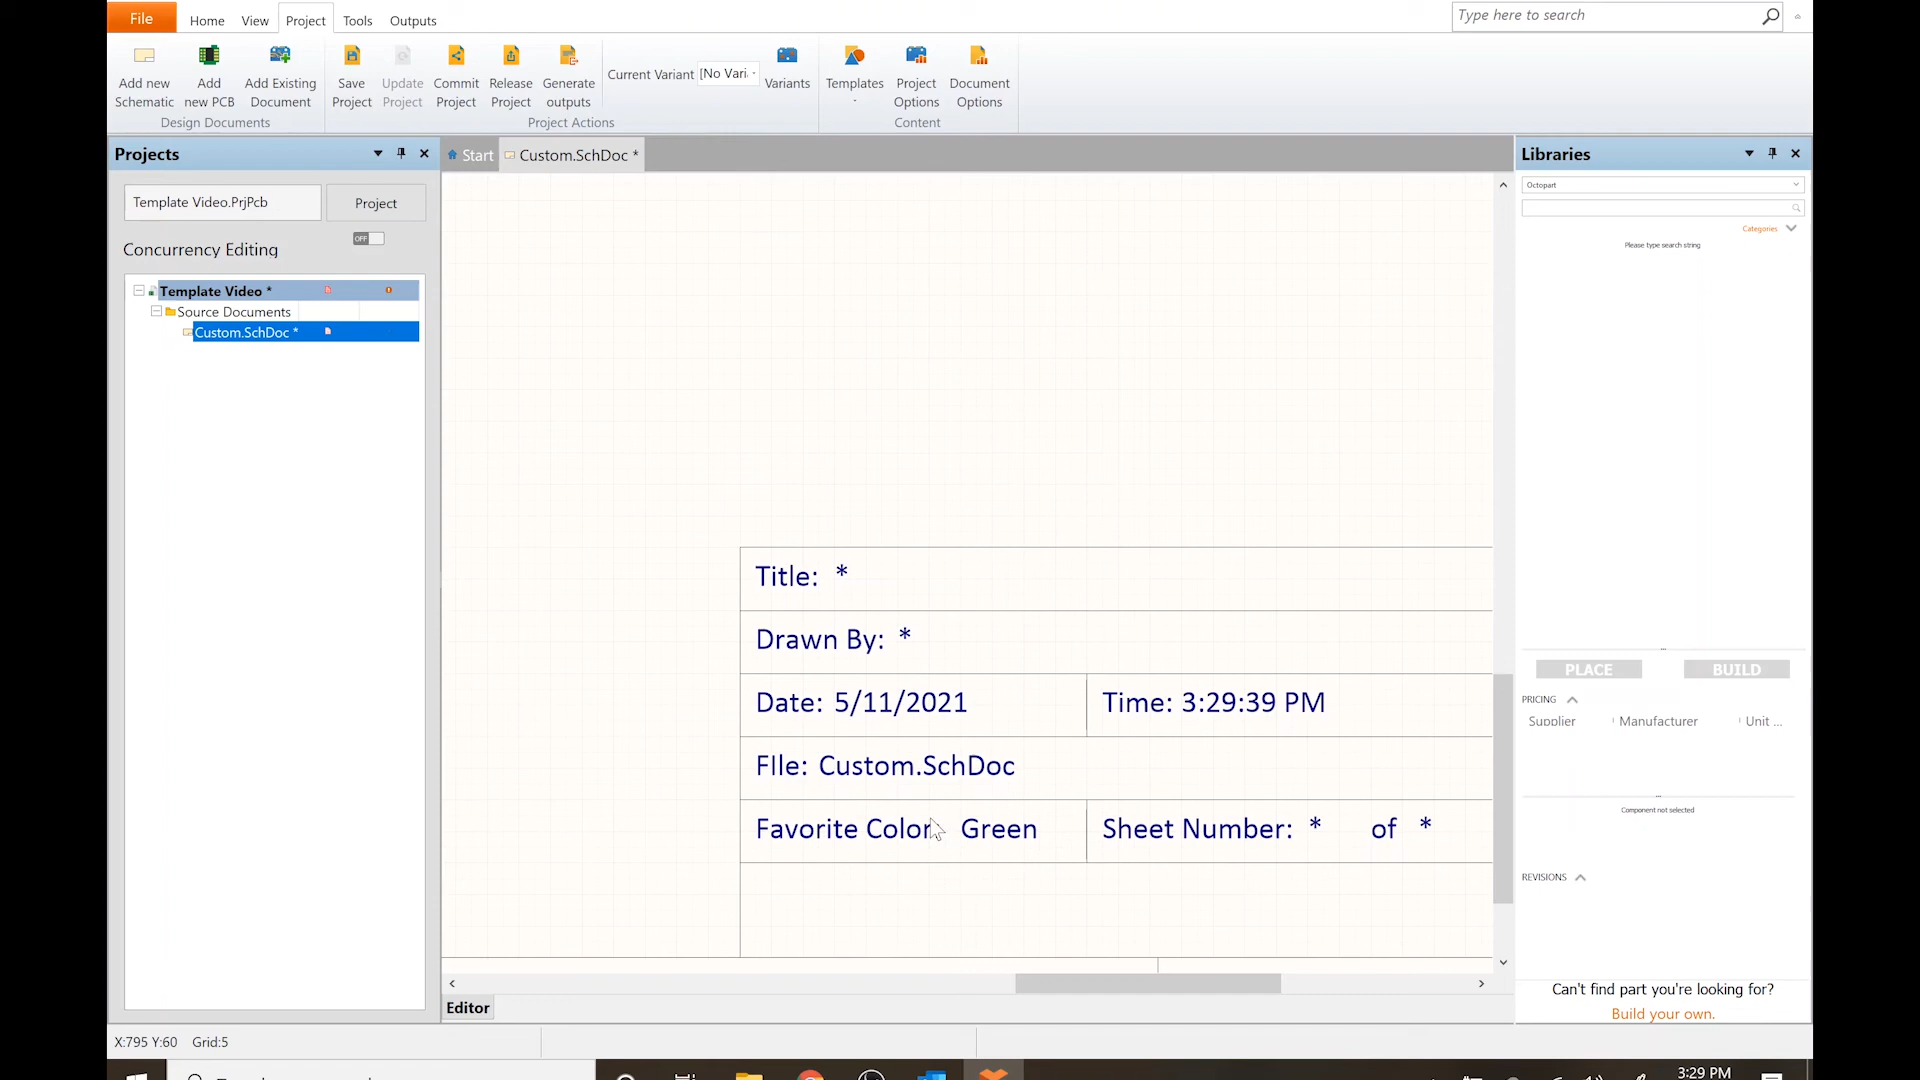 File
Home
View
Project
Tools
Outputs
Type here to search
Add new Schematic
Add new PCB
Add Existing Document
Design Documents
Save Project
Update Project
Commit Project
Release Project
Generate outputs
Project Actions
Current Variant [No Vari
Variants
Templates
Project Options
Document Options
Content
Projects
Start
Custom.SchDoc *
Libraries
Template Video.PrjPcb
Project
OFF
Concurrency Editing
Template Video *
Source Documents
Custom.SchDoc *
Octopart
Categories
Please type search string
Title: *
Drawn By: *
Date: 5/11/2021
Time: 3:29:39 PM
FIle: Custom.SchDoc
Favorite Color
Green
Sheet Number: * of *
PLACE
BUILD
PRICING
Supplier
Manufacturer
Unit ...
Component not selected
REVISIONS
Can't find part you're looking for?
Build your own.
Editor
X:795 Y:60 Grid:5
3:29 PM